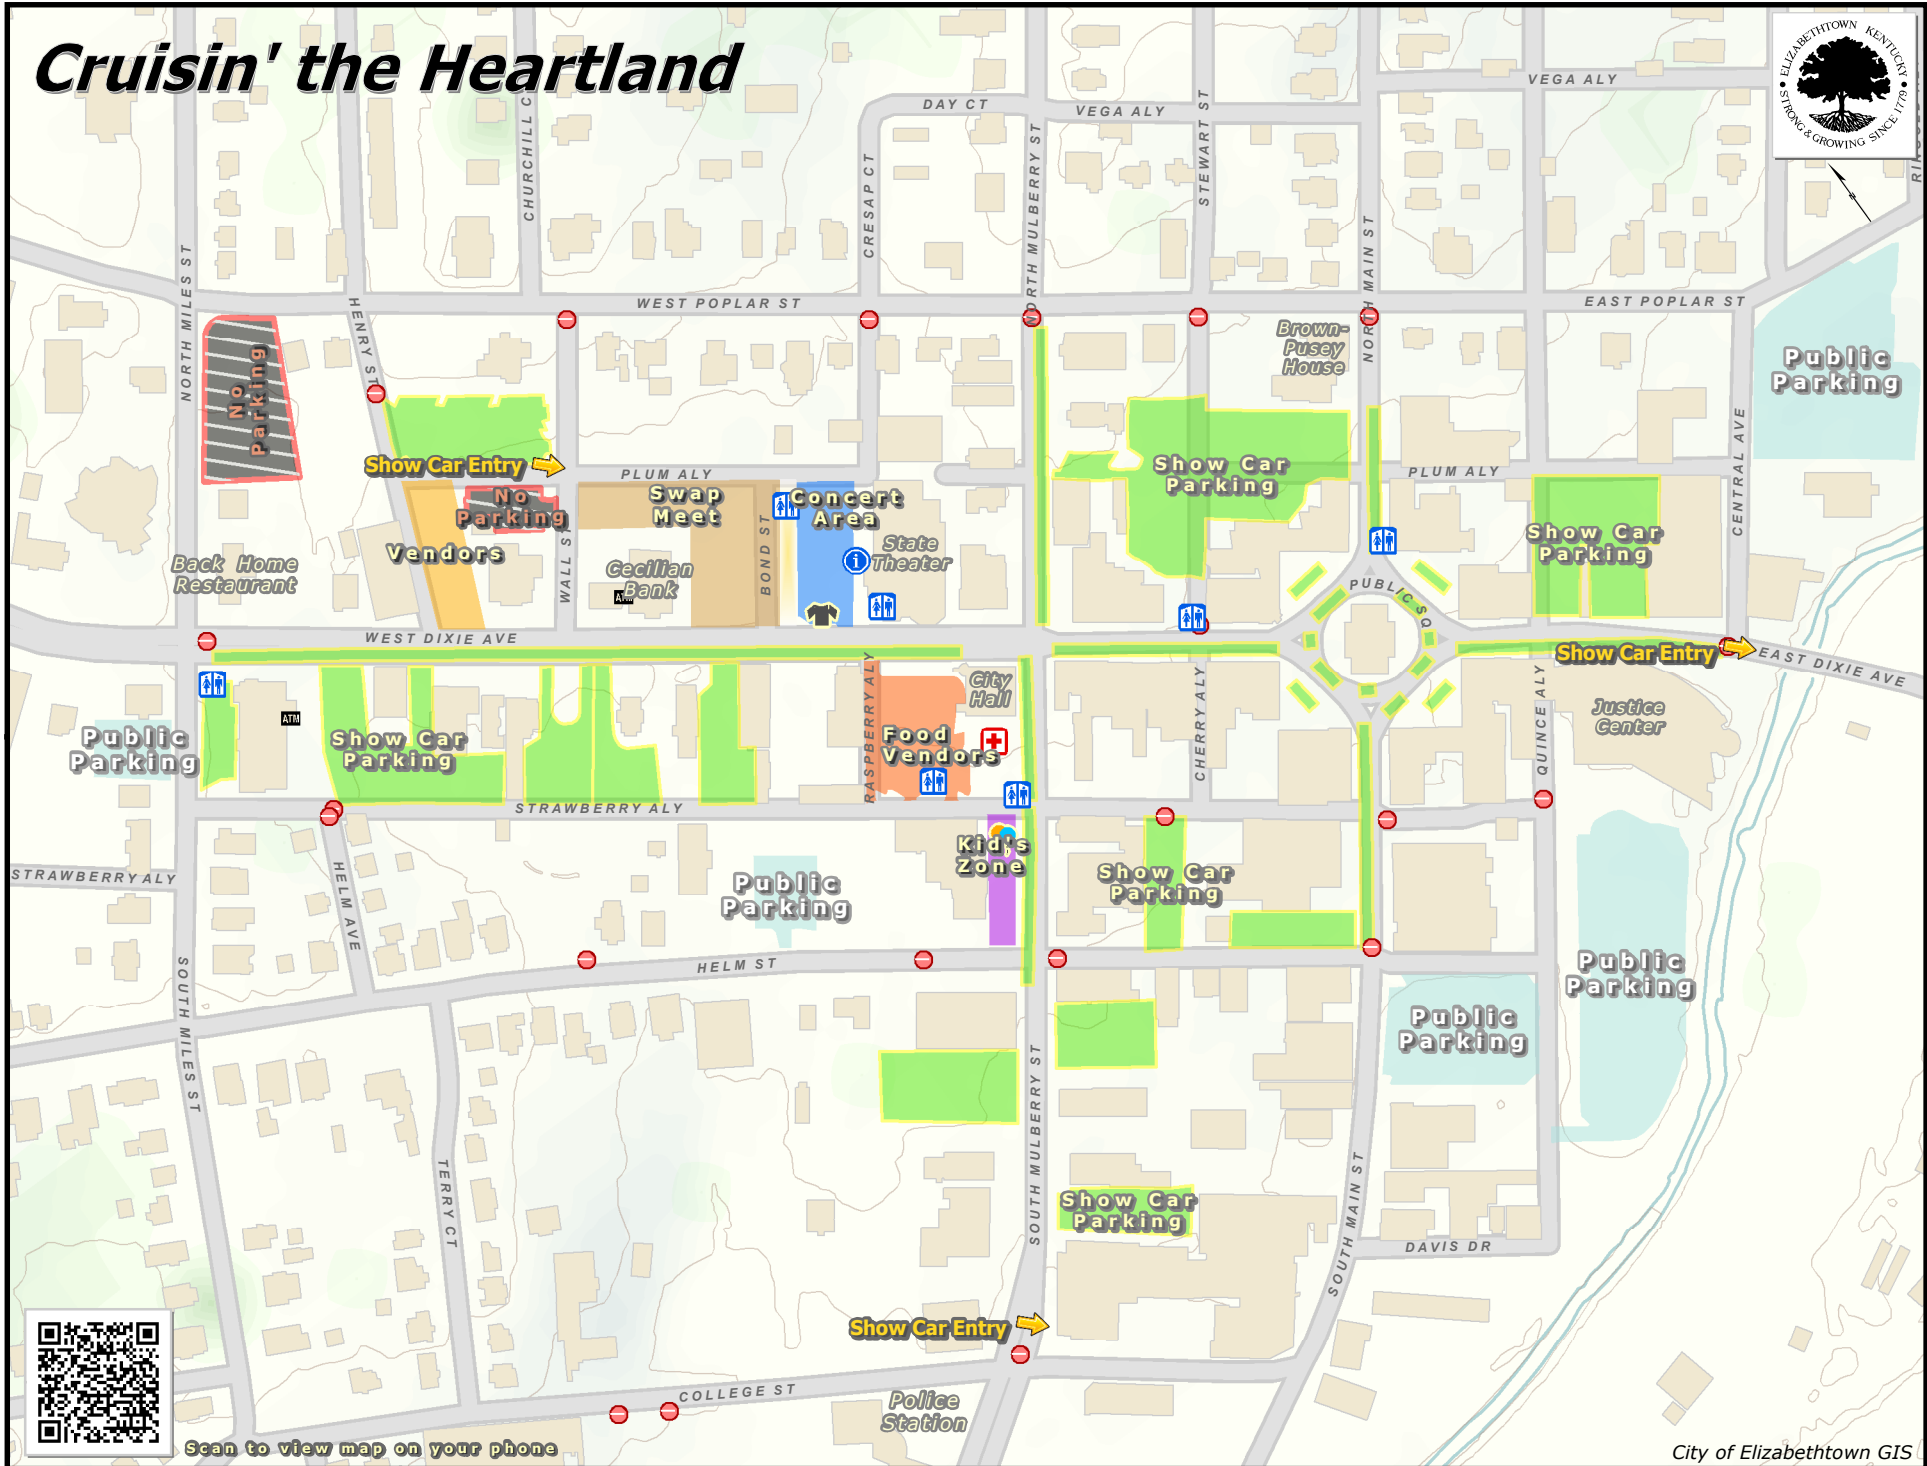 Cruisin' the Heartland
ELIZABETHTOWN KENTUCKY
STRONG & GROWING SINCE 1779
N
VEGA ALY
DAY CT
VEGA ALY
CHURCHILL C
CRESAP CT
NORTH MULBERRY ST
STEWART ST
NORTH MAIN ST
NORTH MILES ST
HENRY ST
WEST POPLAR ST
EAST POPLAR ST
Brown-
Pusey
House
Public
Parking
No
Parking
CENTRAL AVE
Show Car Entry
PLUM ALY
Show Car
Parking
PLUM ALY
No
Parking
Swap
Meet
Concert
Area
Show Car
Parking
Vendors
WALL ST
BOND ST
State
Theater
Back Home
Restaurant
Cecilian
Bank
ATM
i
PUBLIC SQ
WEST DIXIE AVE
Show Car Entry
EAST DIXIE AVE
City
Hall
RASPBERRY ALY
CHERRY ALY
QUINCE ALY
Justice
Center
ATM
Public
Parking
Show Car
Parking
Food
Vendors
STRAWBERRY ALY
Kid's
Zone
STRAWBERRY ALY
HELM AVE
Public
Parking
Show Car
Parking
HELM ST
Public
Parking
Public
Parking
SOUTH MILES ST
TERRY CT
SOUTH MULBERRY ST
Show Car
Parking
SOUTH MAIN ST
DAVIS DR
Show Car Entry
COLLEGE ST
Police
Station
Scan to view map on your phone
City of Elizabethtown GIS